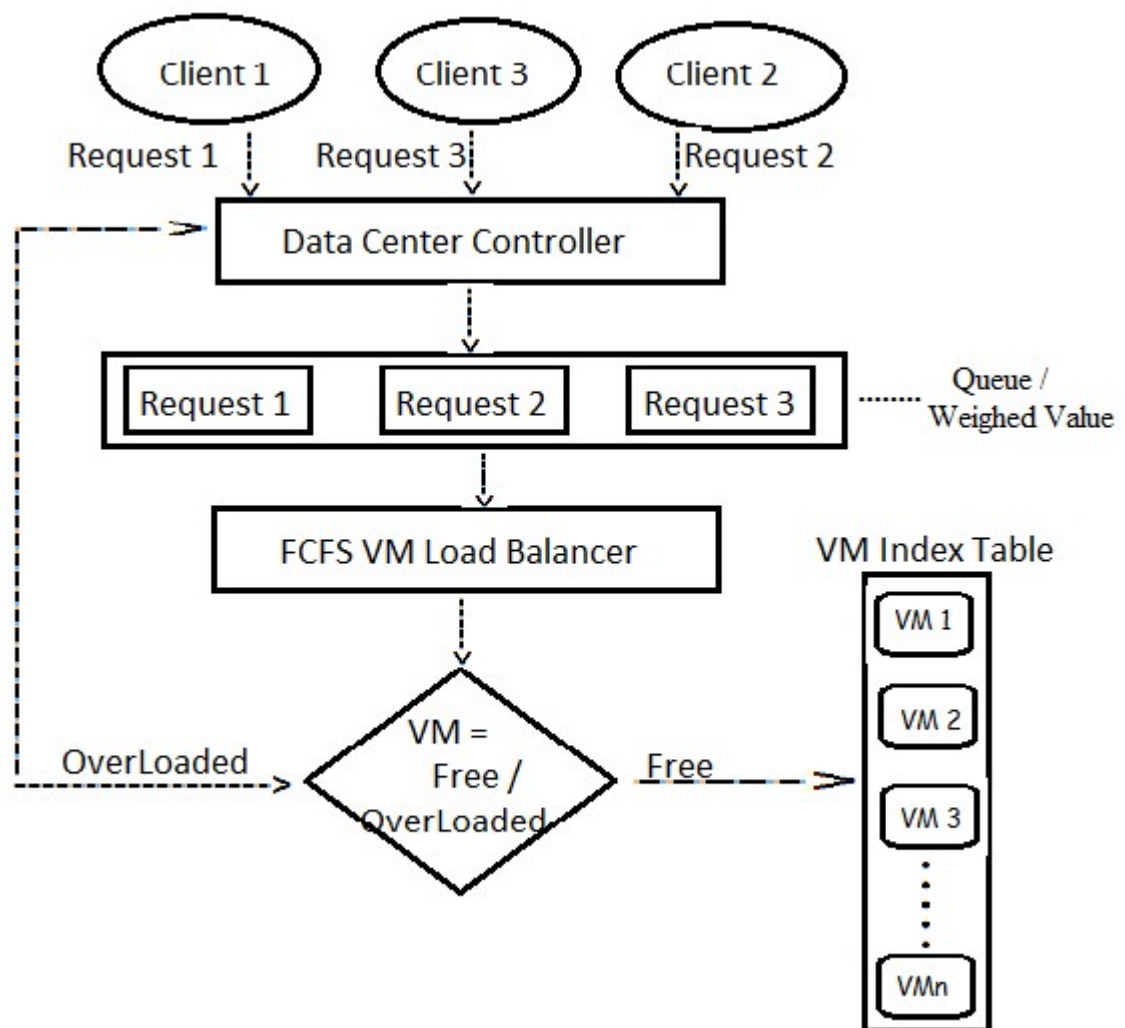 Client 1
Client 3
Client 2
Request 1
Request 3
Request 2
Data Center Controller
Request 1
Request 2
Request 3
Queue /
Weighed Value
FCFS VM Load Balancer
VM Index Table
VM 1
VM 2
VM 3
VMn
VM =
Free /
OverLoaded
OverLoaded
Free